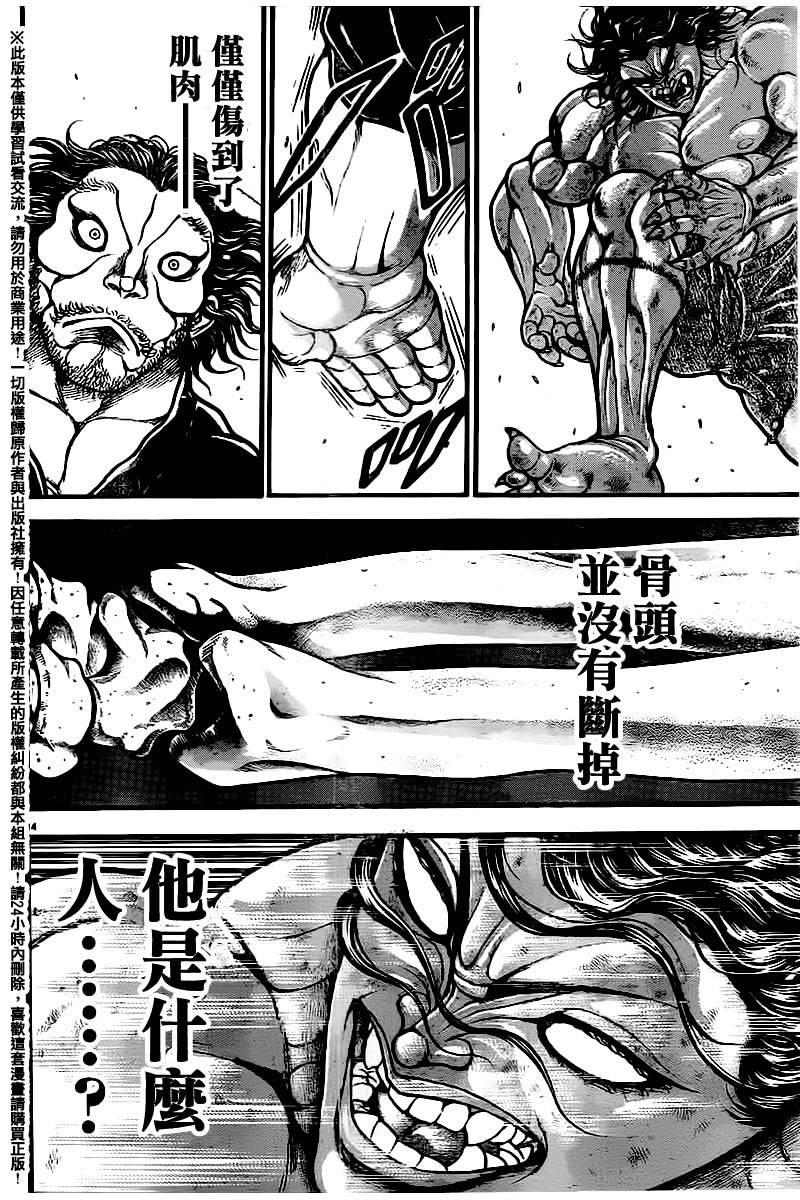 僅僅傷到了
肌肉——
骨頭
並沒有斷掉
他是什麼
人………？
14
※此版本僅供學習試看交流，請勿用於商業用途！一切版權歸原作者與出版社擁有！因任意轉載所產生的版權糾紛都與本組無關！請24小時內刪除，喜歡這套漫畫請購買正版！